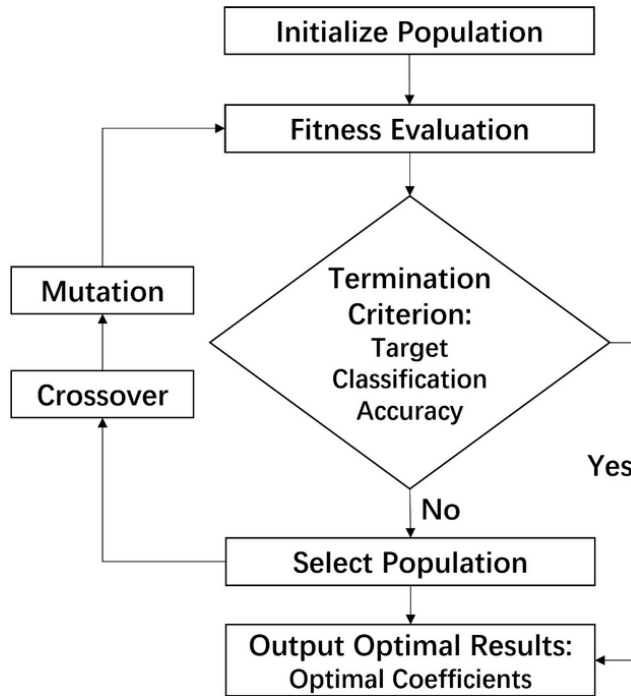 Initialize Population
Fitness Evaluation
Termination
Criterion:
Target
Classification
Accuracy
Mutation
Crossover
Yes
No
Select Population
Output Optimal Results:
Optimal Coefficients